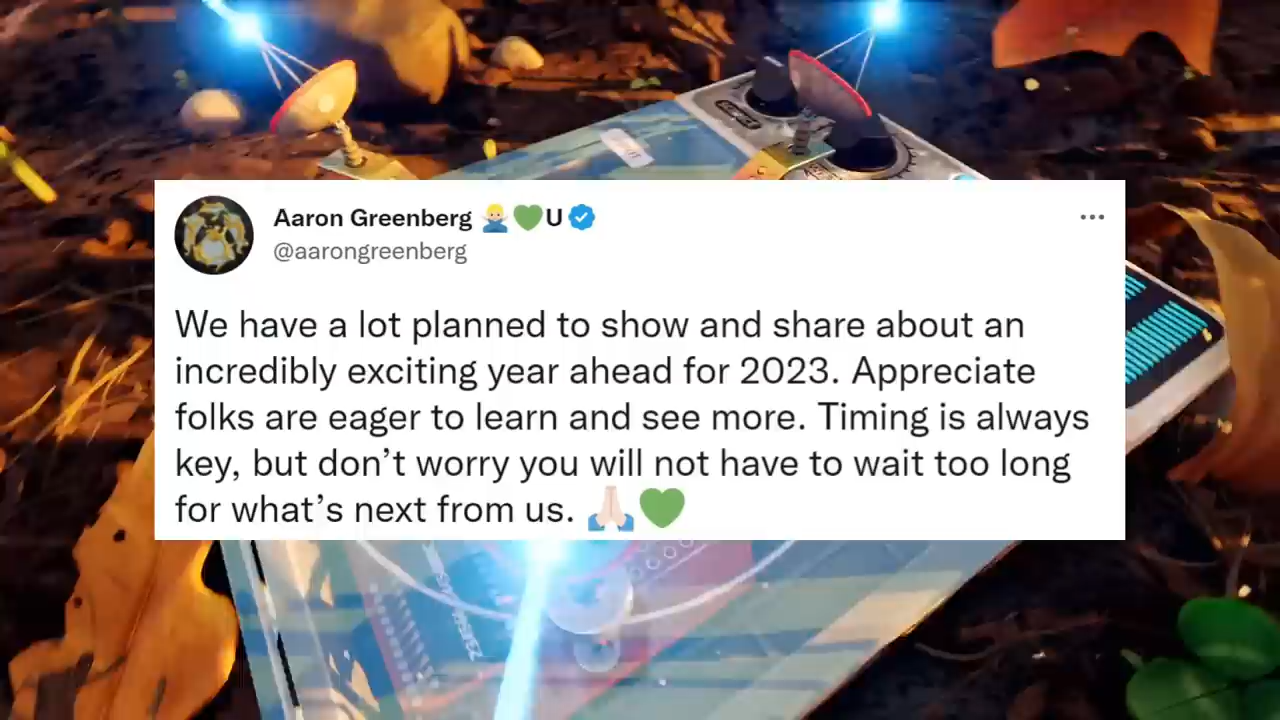 Aaron Greenberg 🙅🏼‍♂️💚U
@aarongreenberg
We have a lot planned to show and share about an
incredibly exciting year ahead for 2023. Appreciate
folks are eager to learn and see more. Timing is always
key, but don’t worry you will not have to wait too long
for what’s next from us. 🙏🏻💚